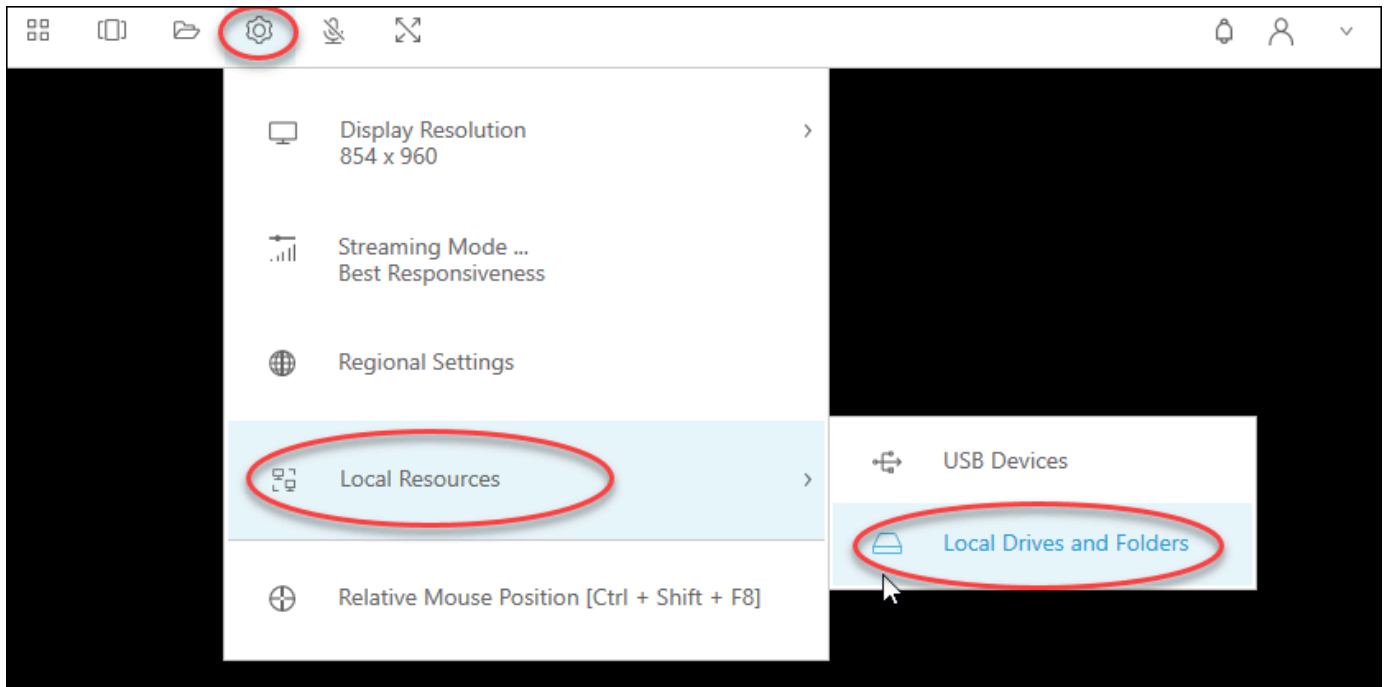 Display Resolution
854 x 960
Streaming Mode ...
Best Responsiveness
Regional Settings
Local Resources
USB Devices
Local Drives and Folders
Relative Mouse Position [Ctrl + Shift + F8]